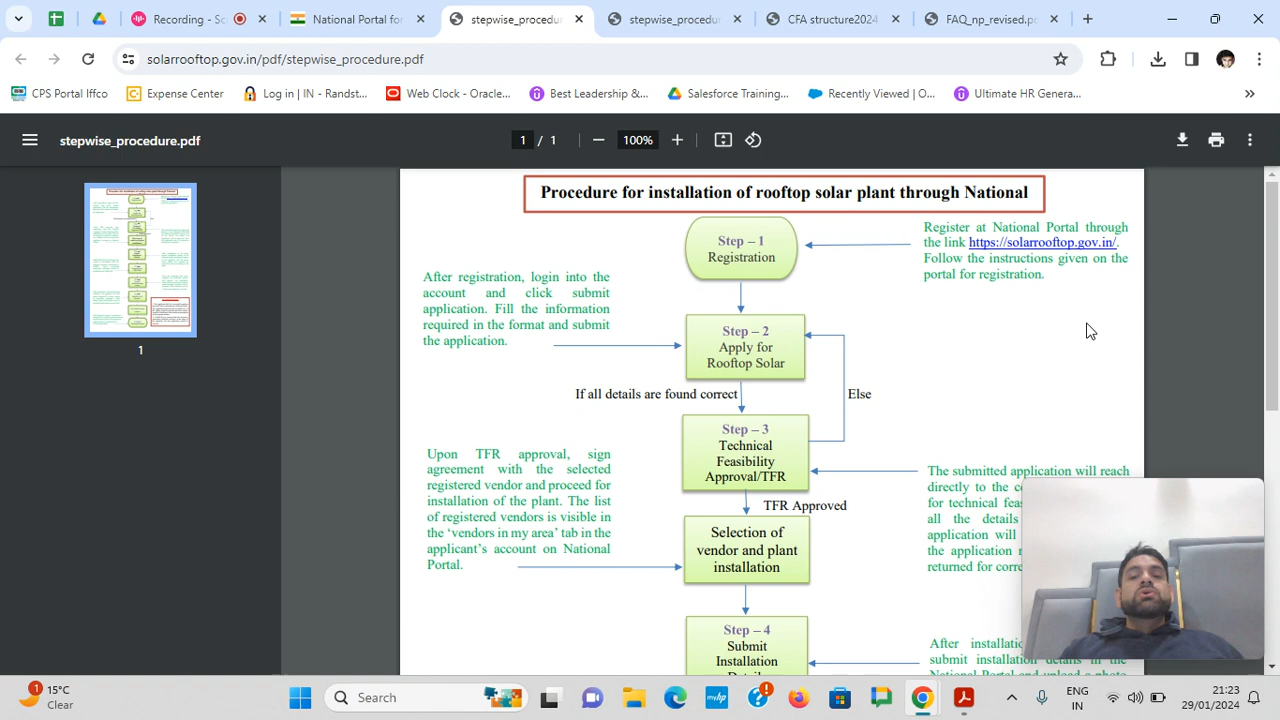 Recording - Sc
National Portal for
stepwise_procedur
stepwise_procedur
CFA structure2024
FAQ_np_revised.p
solarrooftop.gov.in/pdf/stepwise_procedure.pdf
CPS Portal Iffco
Expense Center
Log in | IN - Randst...
Web Clock - Oracle...
Best Leadership &...
Salesforce Training...
Recently Viewed | O...
Ultimate HR Genera...
stepwise_procedure.pdf
1 / 1
100%
1
Procedure for installation of rooftop solar plant through National
Step – 1
Registration
Register at National Portal through
the link https://solarrooftop.gov.in/.
Follow the instructions given on the
portal for registration.
After registration, login into the
account and click submit
application. Fill the information
required in the format and submit
the application.
Step – 2
Apply for
Rooftop Solar
If all details are found correct
Else
Step – 3
Technical
Feasibility
Approval/TFR
Upon TFR approval, sign
agreement with the selected
registered vendor and proceed for
installation of the plant. The list
of registered vendors is visible in
the ‘vendors in my area’ tab in the
applicant’s account on National
Portal.
The submitted application will reach
directly to the
for technical
all the details
application will
the application
returned for
TFR Approved
Selection of
vendor and plant
installation
Step – 4
Submit
Installation
After
submit installation details in the
15°C
Clear
1
Search
ENG
IN
21:23
29/01/2024